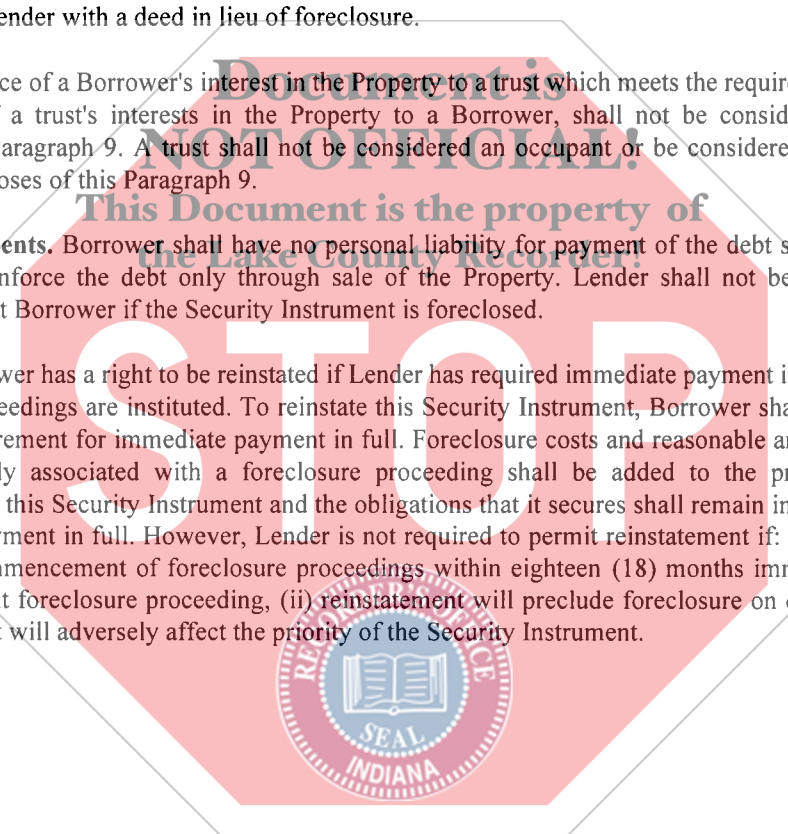 ender with a deed in lieu of foreclosure.
Document is
ce of a Borrower's interest in the Property to a trust which meets the require
f a trust's interests in the Property to a Borrower, shall not be consid
NOT OFFICIAL!
aragraph 9. A trust shall not be considered an occupant or be considere
oses of this Paragraph 9.
This Document is the property of
ents. Borrower shall have no personal liability for payment of the debt s
the Lake County Recorder!
nforce the debt only through sale of the Property. Lender shall not be
t Borrower if the Security Instrument is foreclosed.
STOP
wer has a right to be reinstated if Lender has required immediate payment i
eedings are instituted. To reinstate this Security Instrument, Borrower sha
rement for immediate payment in full. Foreclosure costs and reasonable a
ly associated with a foreclosure proceeding shall be added to the p
this Security Instrument and the obligations that it secures shall remain i
ment in full. However, Lender is not required to permit reinstatement if:
mmencement of foreclosure proceedings within eighteen (18) months imm
t foreclosure proceeding, (ii) reinstatement will preclude foreclosure on
t will adversely affect the priority of the Security Instrument.
RECORDER'S OFFICE
SEAL
INDIANA